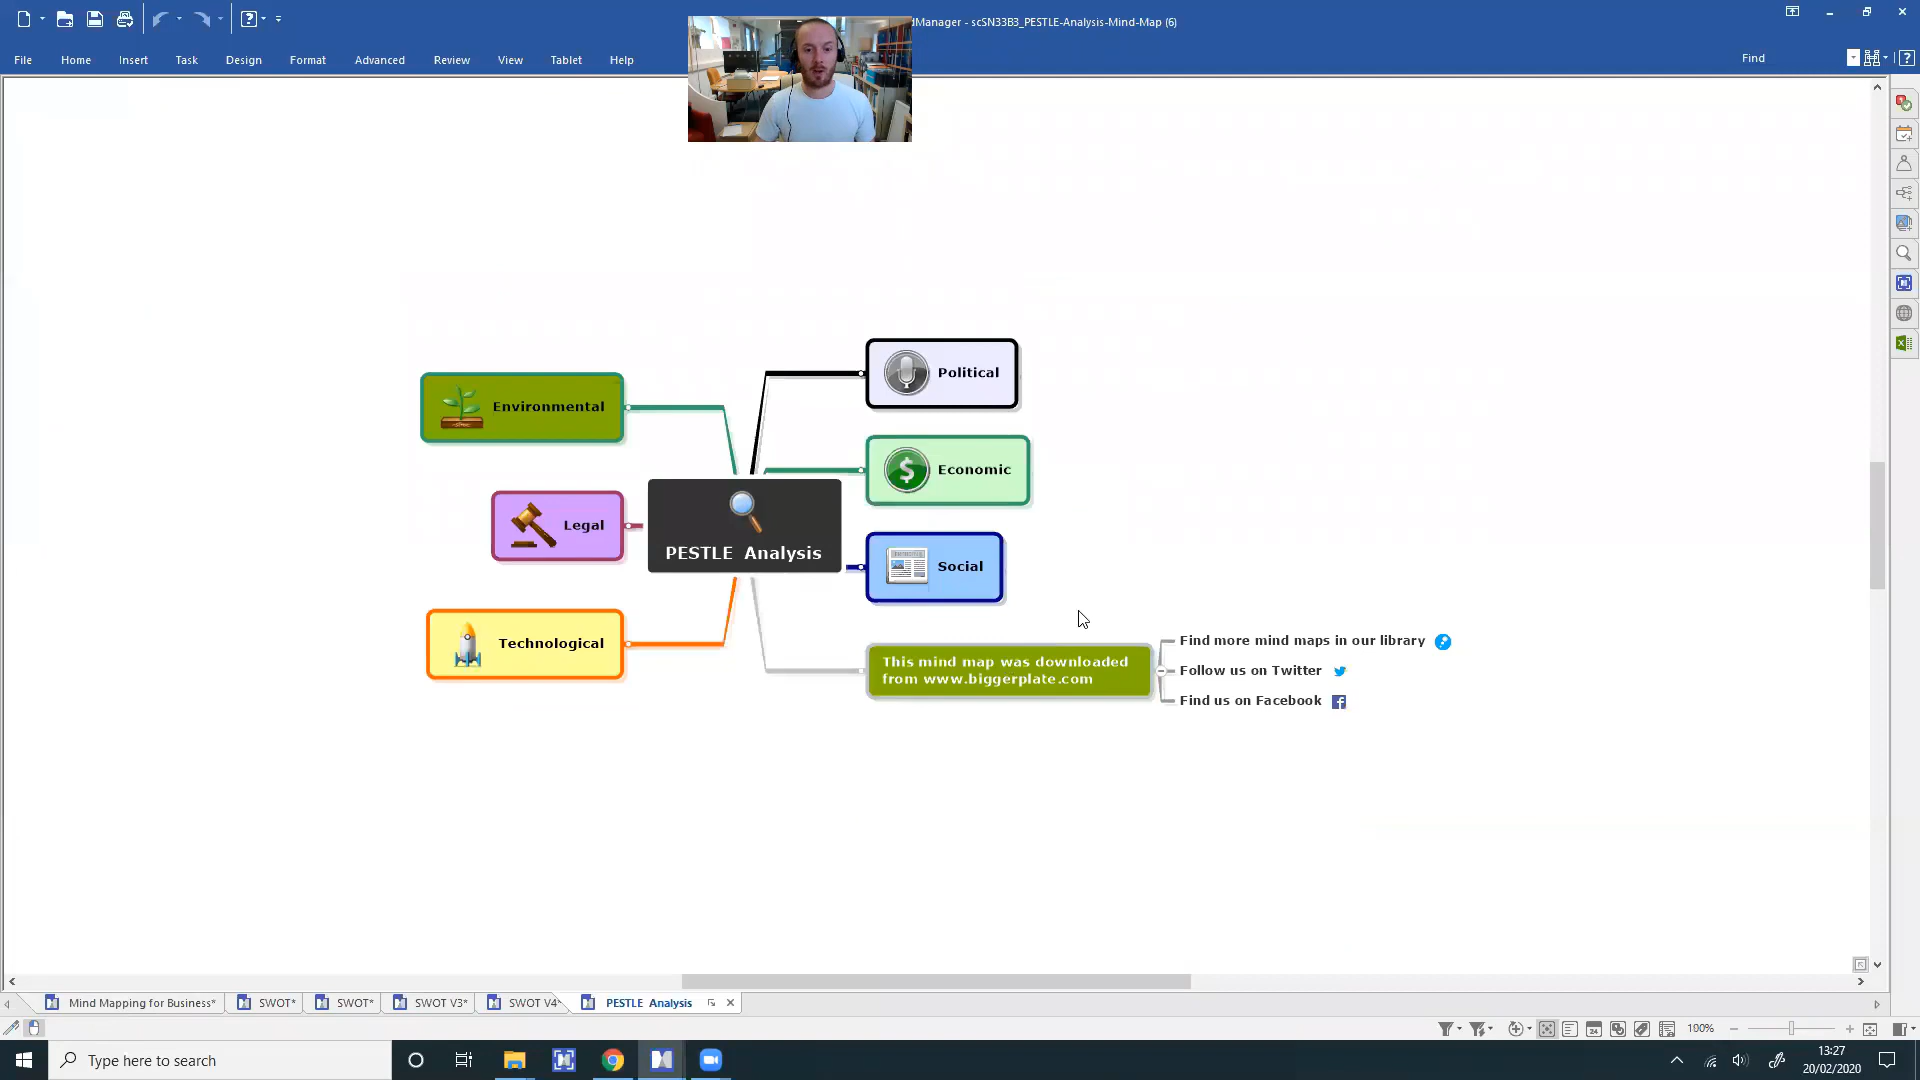 dManager - scSN33B3_PESTLE-Analysis-Mind-Map (6)
File Home Insert Task Design Format Advanced Review View Tablet Help Find
Political
Environmental
Economic
Legal
PESTLE Analysis
Social
Technological
This mind map was downloaded
from www.biggerplate.com
Find more mind maps in our library
Follow us on Twitter
Find us on Facebook
Mind Mapping for Business* SWOT* SWOT* SWOT V3* SWOT V4* PESTLE Analysis
100%
Type here to search
13:27
20/02/2020